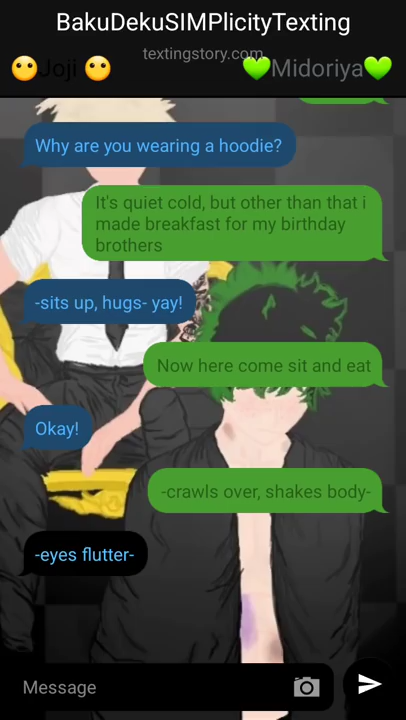 BakuDekuSIMPlicityTexting
textingstory.com
😶Joji 😶 💚Midoriya💚
Why are you wearing a hoodie?
It's quiet cold, but other than that i
made breakfast for my birthday
brothers
-sits up, hugs- yay!
Now here come sit and eat
Okay!
-crawls over, shakes body-
-eyes flutter-
Message